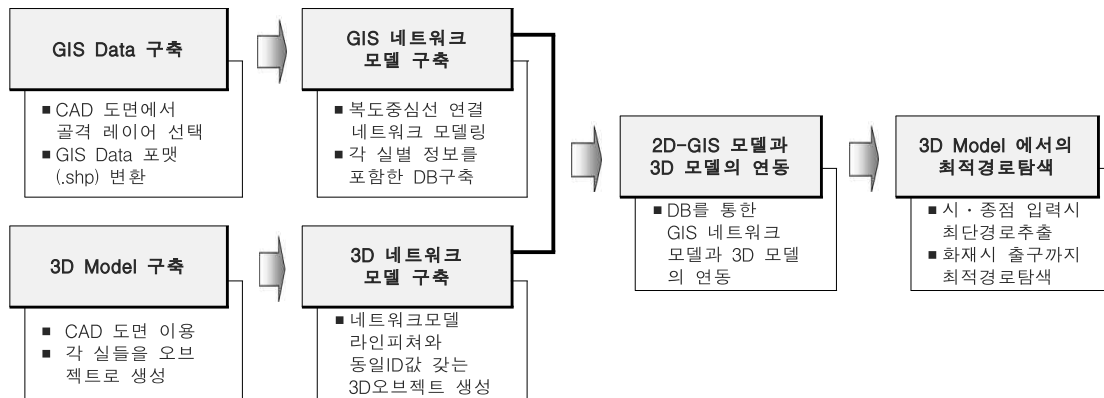 GIS Data 구축
■ CAD 도면에서
골격 레이어 선택
■ GIS Data 포맷
(.shp) 변환
GIS 네트워크
모델 구축
■ 복도중심선 연결
네트워크 모델링
■ 각 실별 정보를
포함한 DB구축
3D Model 구축
■ CAD 도면 이용
■ 각 실들을 오브
젝트로 생성
3D 네트워크
모델 구축
■ 네트워크모델
라인피쳐와
동일ID값 갖는
3D오브젝트 생성
2D-GIS 모델과
3D 모델의 연동
■ DB를 통한
GIS 네트워크
모델과 3D 모델
의 연동
3D Model 에서의
최적경로탐색
■ 시・종점 입력시
최단경로추출
■ 화재시 출구까지
최적경로탐색